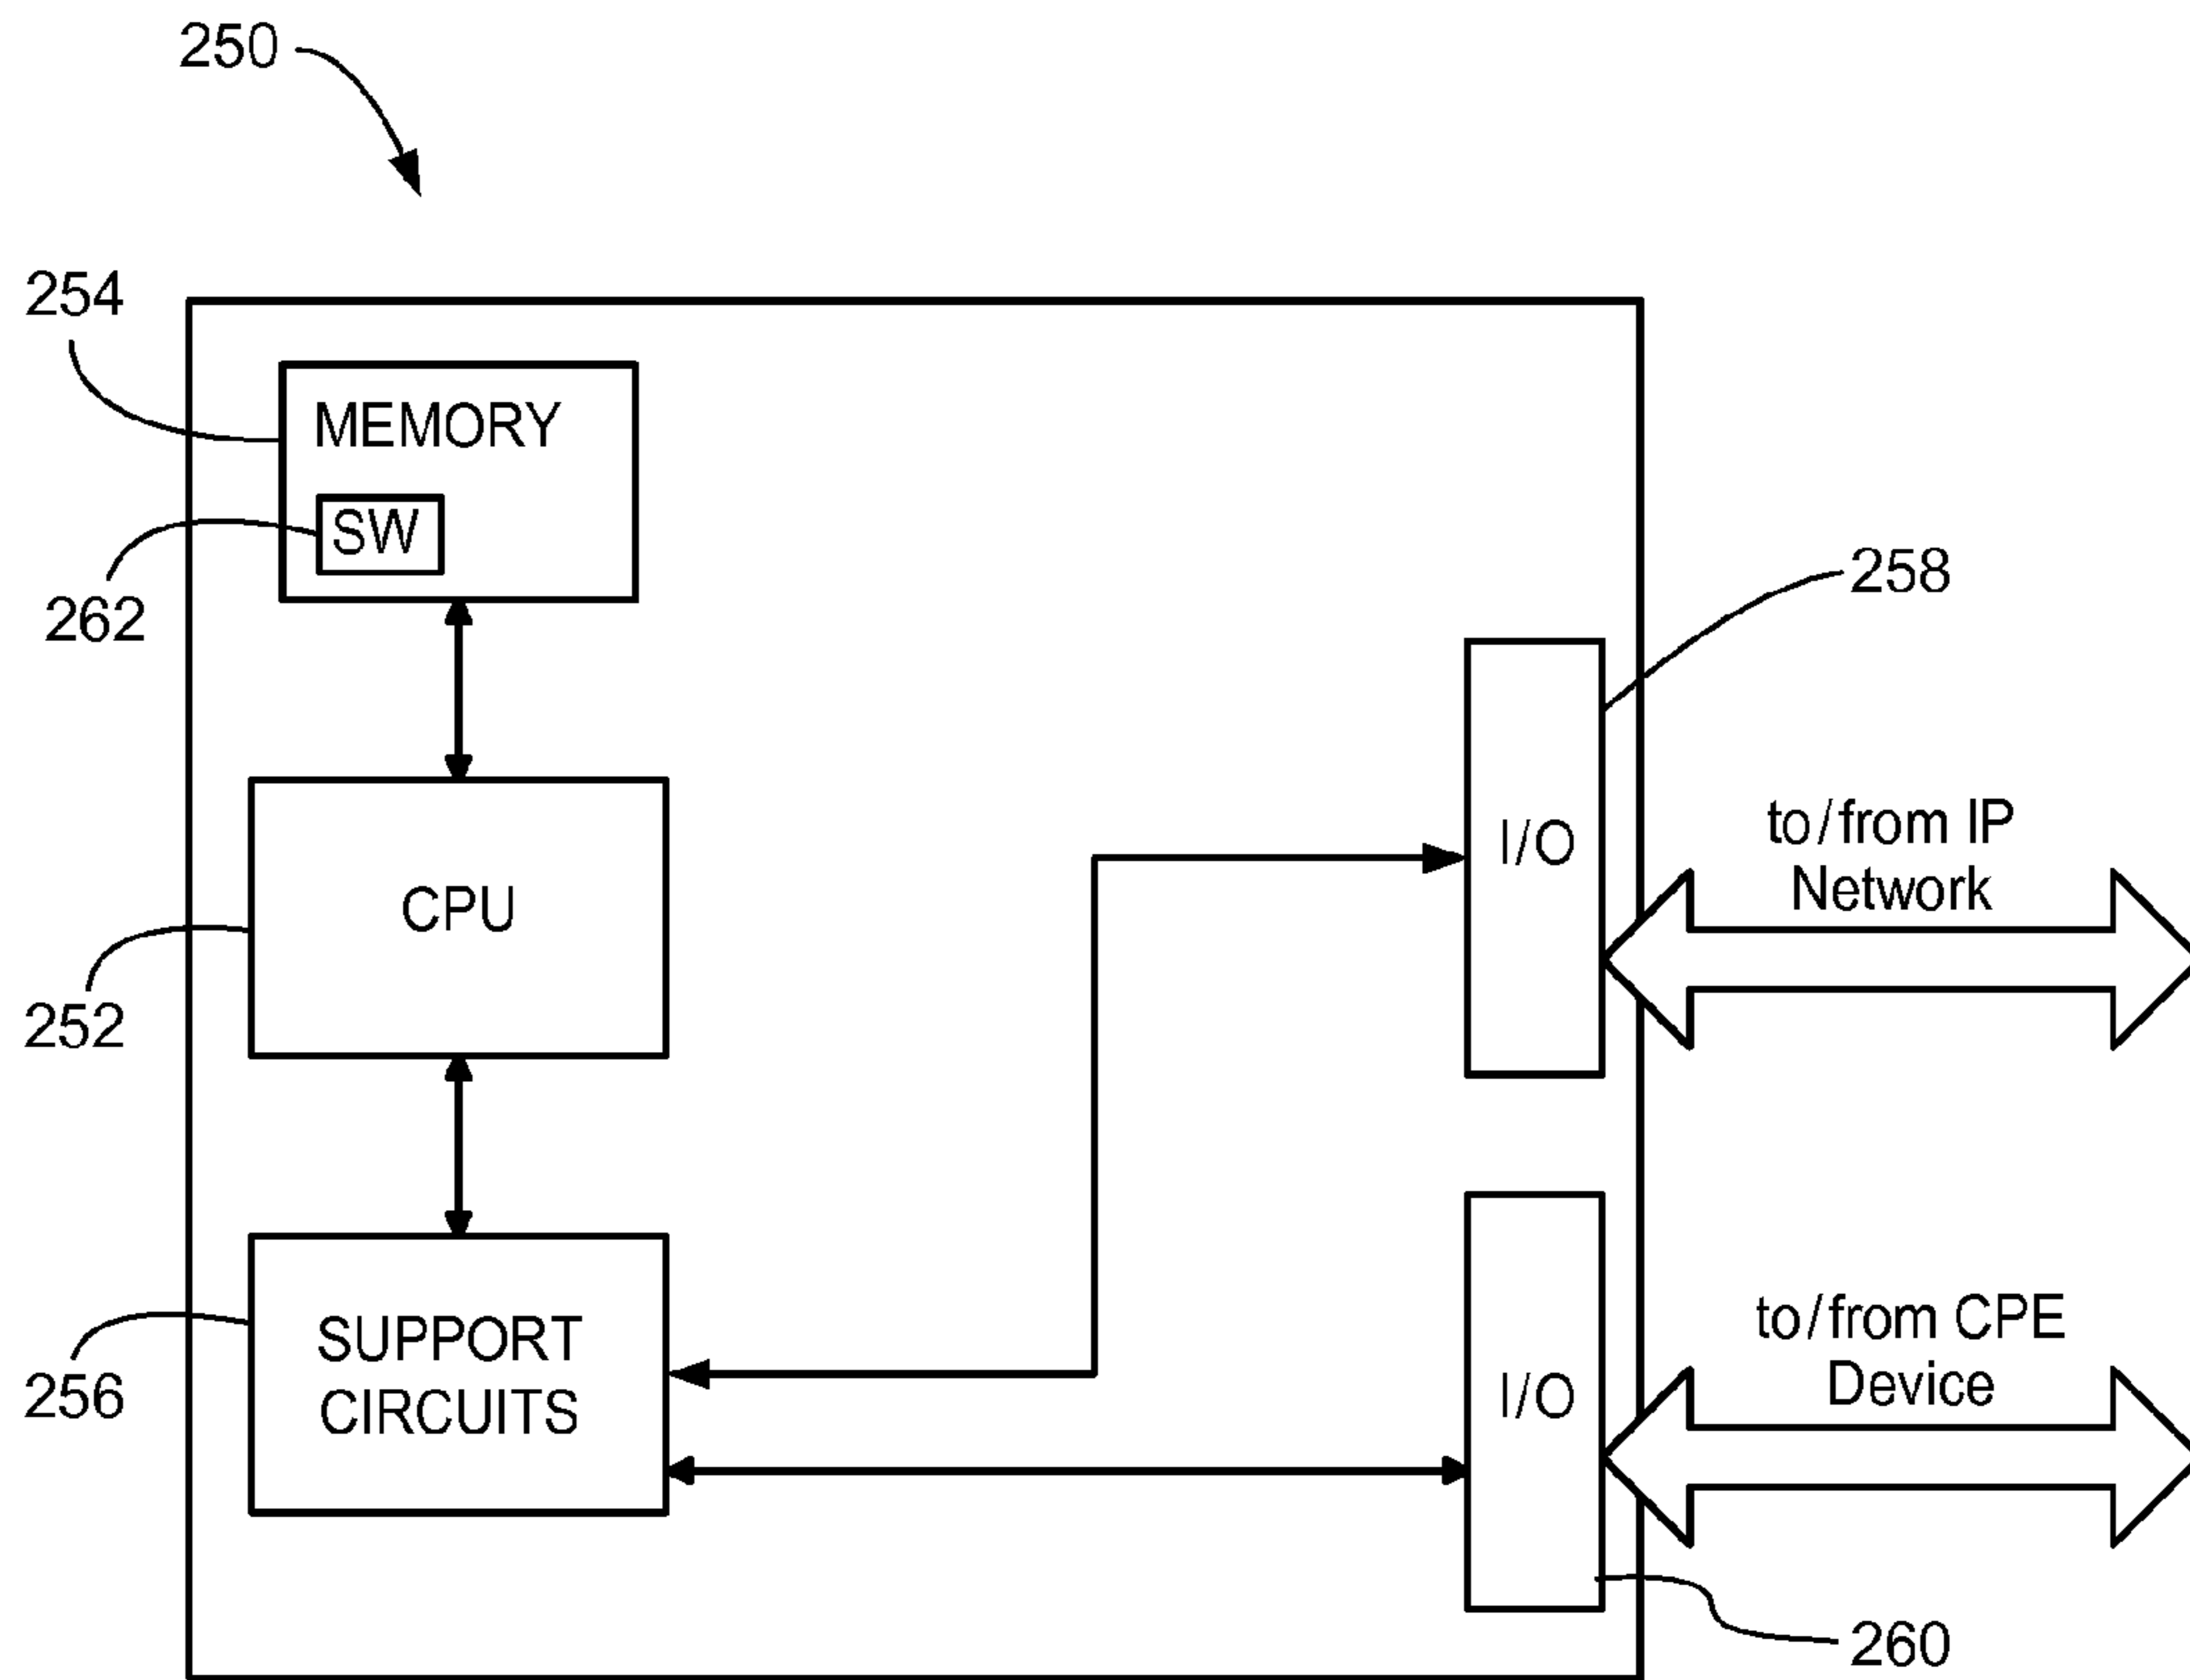 250
254
MEMORY
SW
262
258
I/O
to/from IP
Network
CPU
252
SUPPORT
CIRCUITS
256
I/O
to/from CPE
Device
260